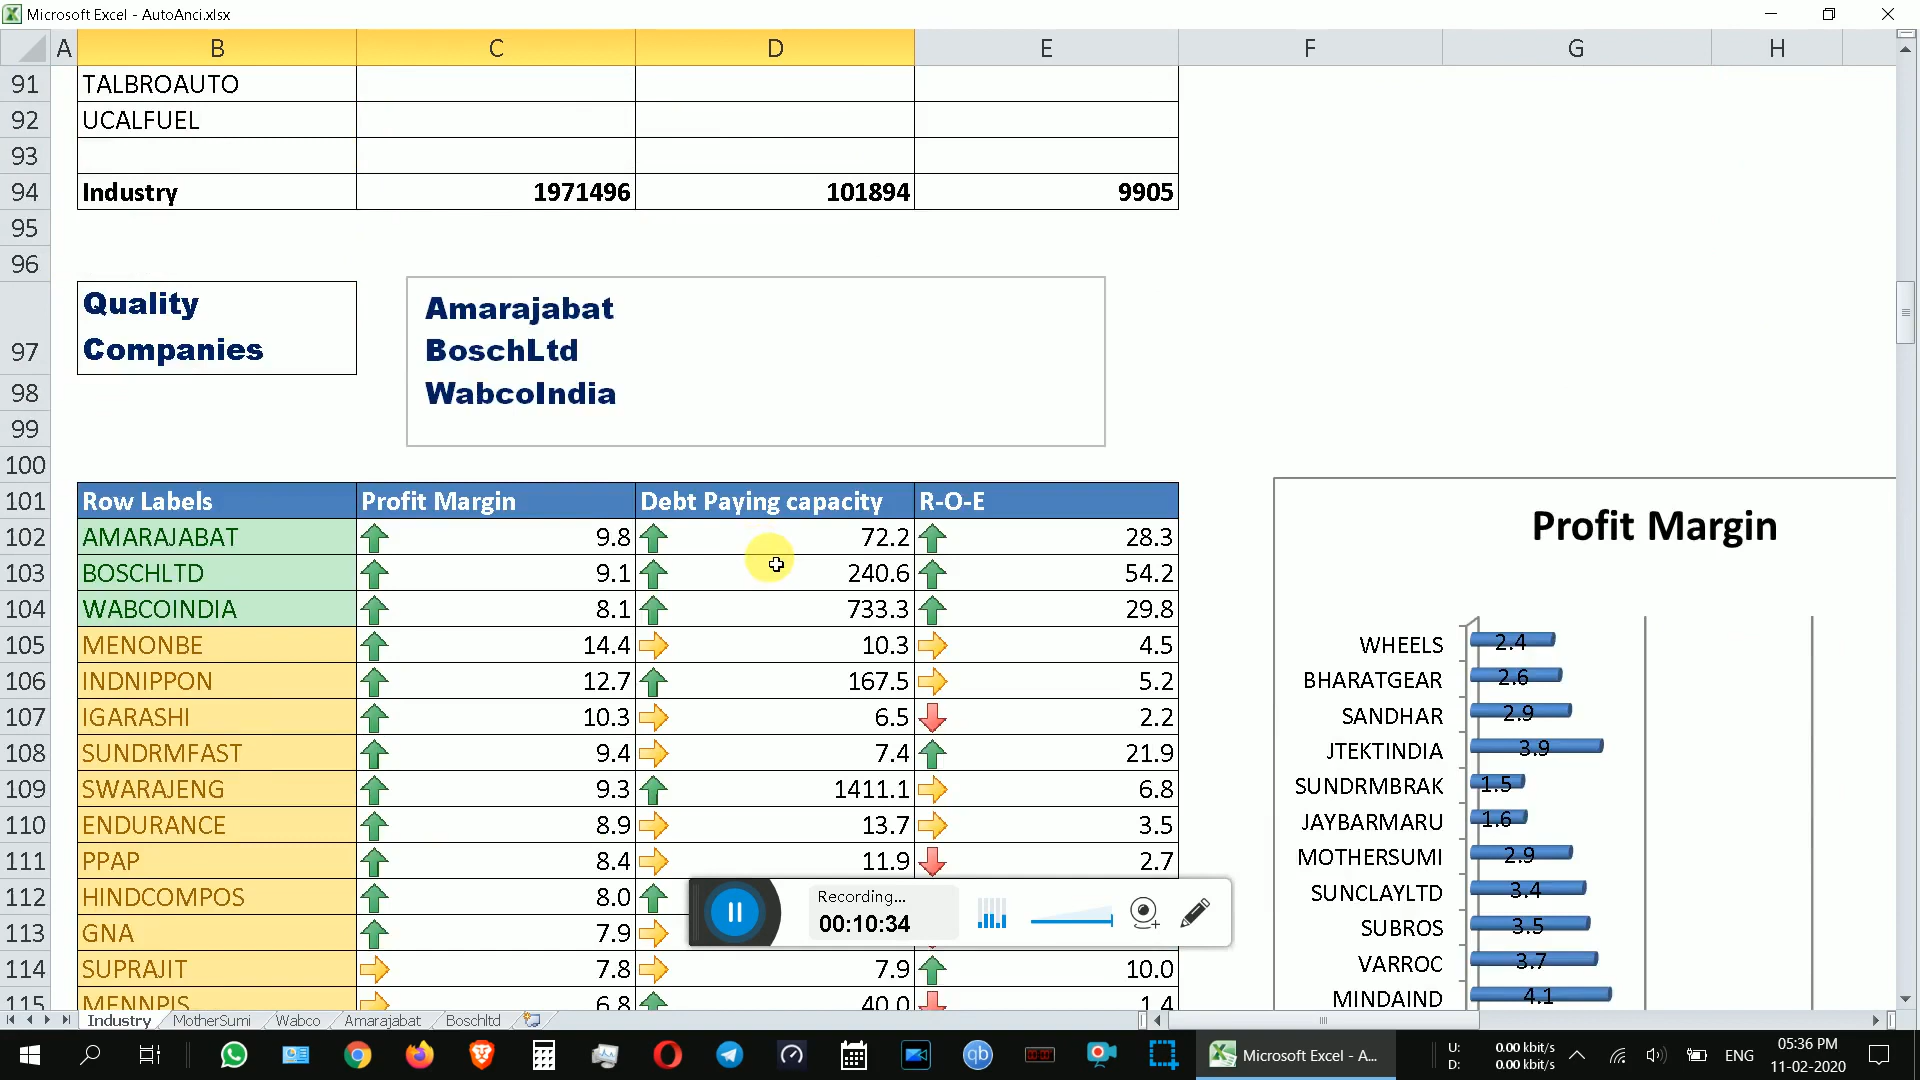 Microsoft Excel - AutoAnci.xlsx
A B C D E F G H
91 TALBROAUTO
92 UCALFUEL
93
94 Industry 1971496 101894 9905
95
96
Quality
97 Companies
Amarajabat
BoschLtd
WabcoIndia
98
99
100
101 Row Labels Profit Margin Debt Paying capacity R-O-E
102 AMARAJABAT 9.8 72.2 28.3
103 BOSCHLTD 9.1 240.6 54.2
104 WABCOINDIA 8.1 733.3 29.8
105 MENONBE 14.4 10.3 4.5
106 INDNIPPON 12.7 167.5 5.2
107 IGARASHI 10.3 6.5 2.2
108 SUNDRMFAST 9.4 7.4 21.9
109 SWARAJENG 9.3 1411.1 6.8
110 ENDURANCE 8.9 13.7 3.5
111 PPAP 8.4 11.9 2.7
112 HINDCOMPOS 8.0
113 GNA 7.9
114 SUPRAJIT 7.8 7.9 10.0
115 MENNPIS 6.8 40.0 1.4
Profit Margin
WHEELS 2.4
BHARATGEAR 2.6
SANDHAR 2.9
JTEKTINDIA 3.9
SUNDRMBRAK 1.5
JAYBARMARU 1.6
MOTHERSUMI 2.9
SUNCLAYLTD 3.4
SUBROS 3.5
VARROC 3.7
MINDAIND 4.1
Recording...
00:10:34
Industry MotherSumi Wabco Amarajabat Boschltd
qb
Microsoft Excel - A...
U: 0.00 kbit/s
D: 0.00 kbit/s
ENG
05:36 PM
11-02-2020